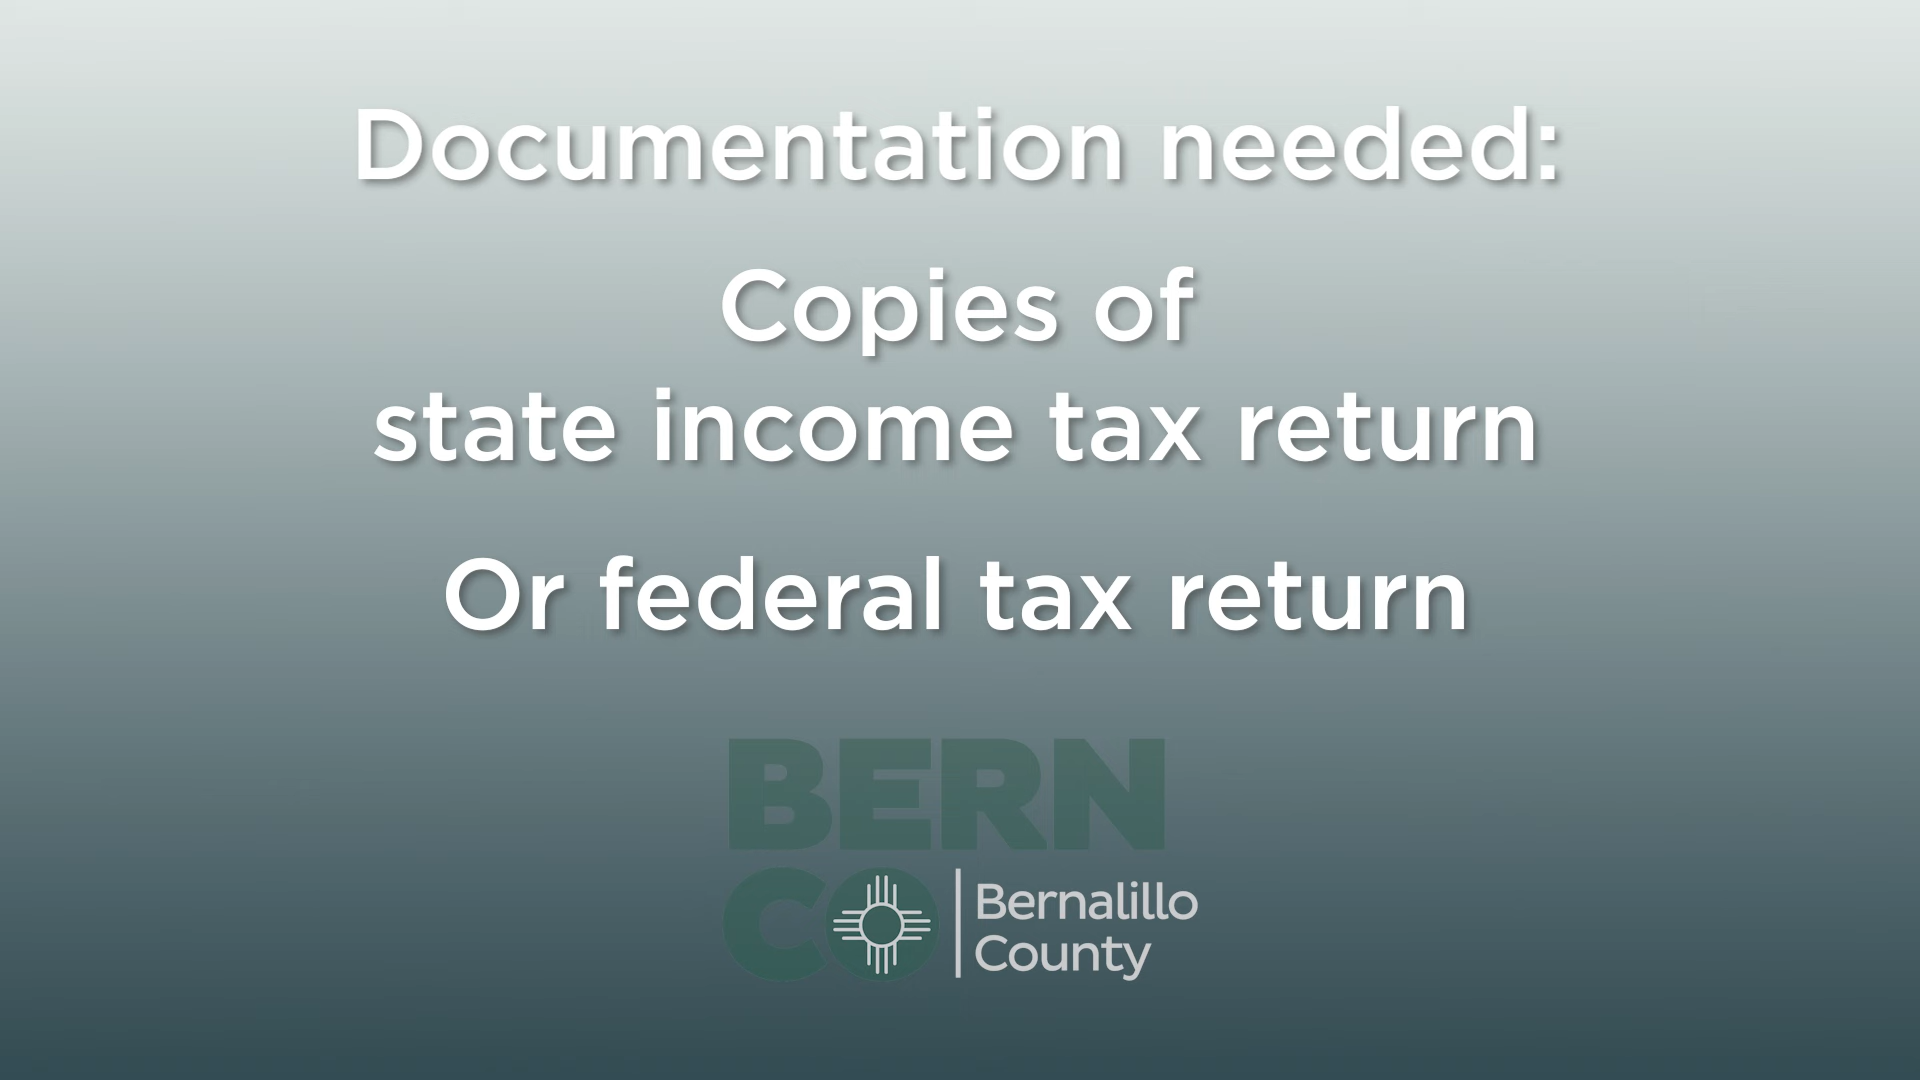 Documentation needed:
Copies of
state income tax return
Or federal tax return
BERN
CO
Bernalillo
County